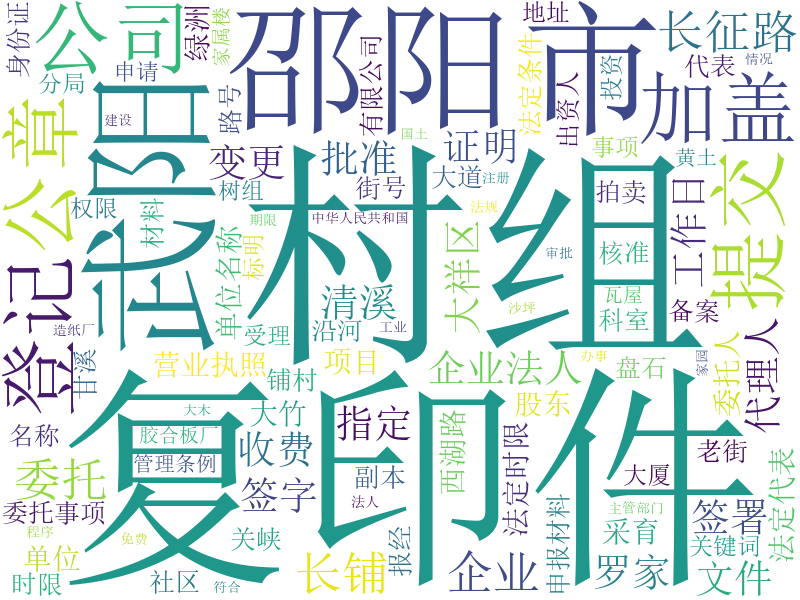 身份证
公司
分局
申请
绿洲
家属楼
路号
邵阳
市
有限公司
地址
法定条件
出资人
投资
长征路
代表
情况
加盖
公章
武阳
建设
变更
批准
证明
国土
街号
大道
注册
事项
黄土
权限
树组
材料
标明
期限
中华人民共和国
村组
法规
审批
拍卖
核准
工作日
提交
登记
单位名称
清溪
大祥区
瓦屋
科室
备案
造纸厂
受理
沿河
工业
沙坪
甘溪
营业执照
项目
企业法人
办事
盘石
家园
委托人
代理人
铺村
股东
复印件
大木
大竹
指定
名称
胶合板厂
收费
西湖路
法定时限
老街
管理条例
副本
大厦
委托
签字
法人
申报材料
主管部门
签署
法定代表
委托事项
程序
免费
关峡
报经
采育
关键词
单位
长铺
企业
罗家
文件
时限
社区
符合